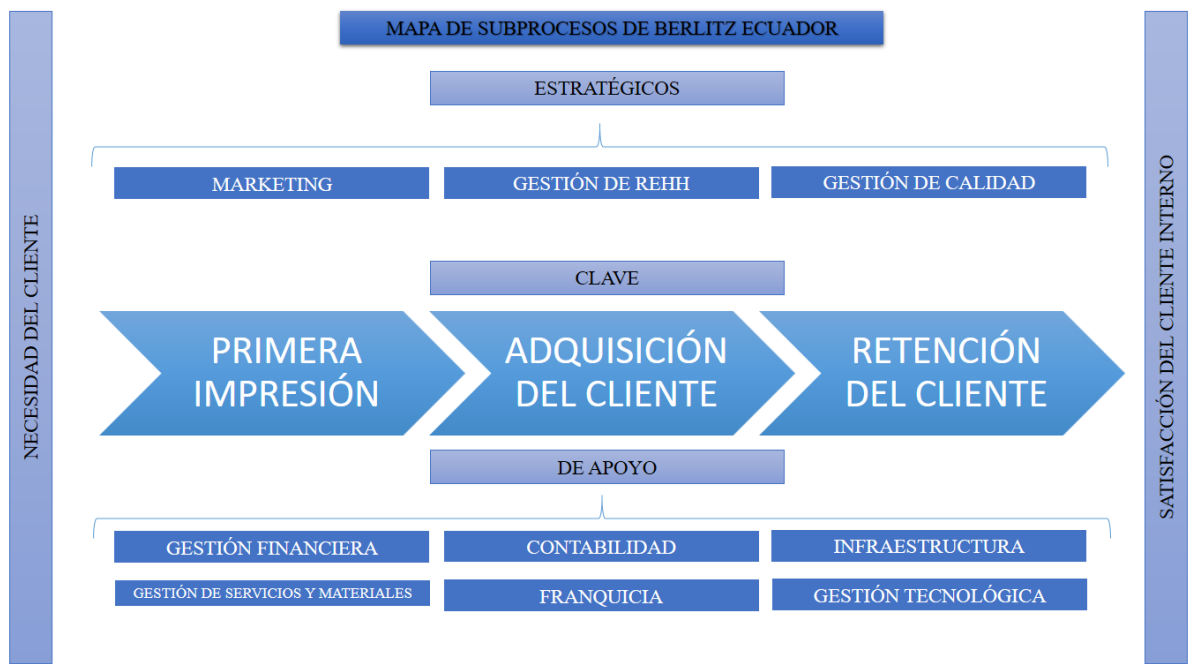 MAPA DE SUBPROCESOS DE BERLITZ ECUADOR
ESTRATÉGICOS
MARKETING
GESTIÓN DE REHH
GESTIÓN DE CALIDAD
NECESIDAD DEL CLIENTE
CLAVE
PRIMERA
IMPRESIÓN
ADQUISICIÓN
DEL CLIENTE
RETENCIÓN
DEL CLIENTE
SATISFACCIÓN DEL CLIENTE INTERNO
DE APOYO
GESTIÓN FINANCIERA
CONTABILIDAD
INFRAESTRUCTURA
GESTIÓN DE SERVICIOS Y MATERIALES
FRANQUICIA
GESTIÓN TECNOLÓGICA